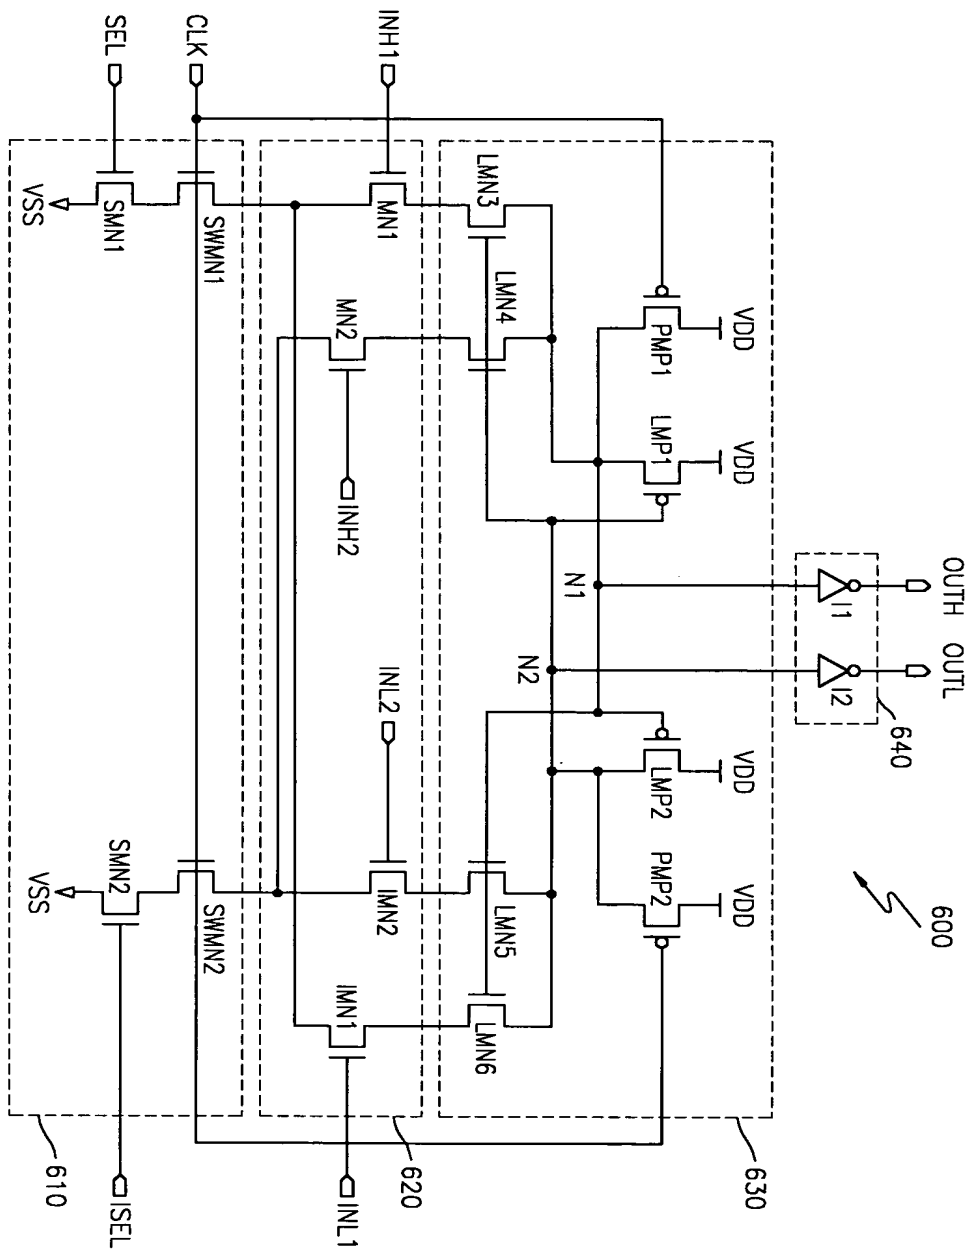 OUTH
OUTL
600
640
I1
I2
VDD
VDD
VDD
VDD
630
PMP1
LMP1
LMP2
PMP2
N1
N2
LMN3
LMN4
LMN5
LMN6
620
INH1
MN1
INL2
IMN2
MN2
INH2
IMN1
INL1
CLK
SWMN1
SWMN2
SEL
SMN1
SMN2
ISEL
VSS
VSS
610